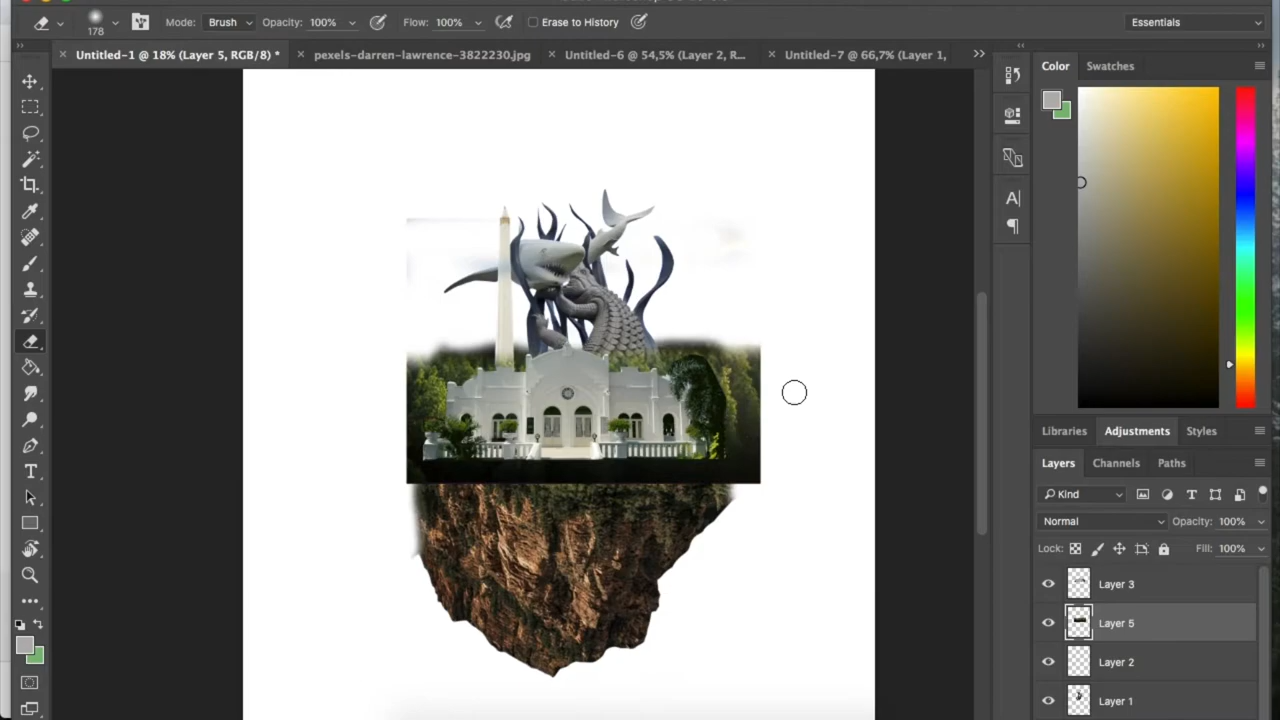 178
Mode: Brush
Opacity: 100%
Flow: 100%
Erase to History
Essentials
Untitled-1 @ 18% (Layer 5, RGB/8) *
pexels-darren-lawrence-3822230.jpg
Untitled-6 @ 54,5% (Layer 2, R...
Untitled-7 @ 66,7% (Layer 1,
Color
Swatches
Libraries
Adjustments
Styles
Layers
Channels
Paths
Kind
Normal
Opacity: 100%
Lock:
Fill: 100%
Layer 3
Layer 5
Layer 2
Layer 1